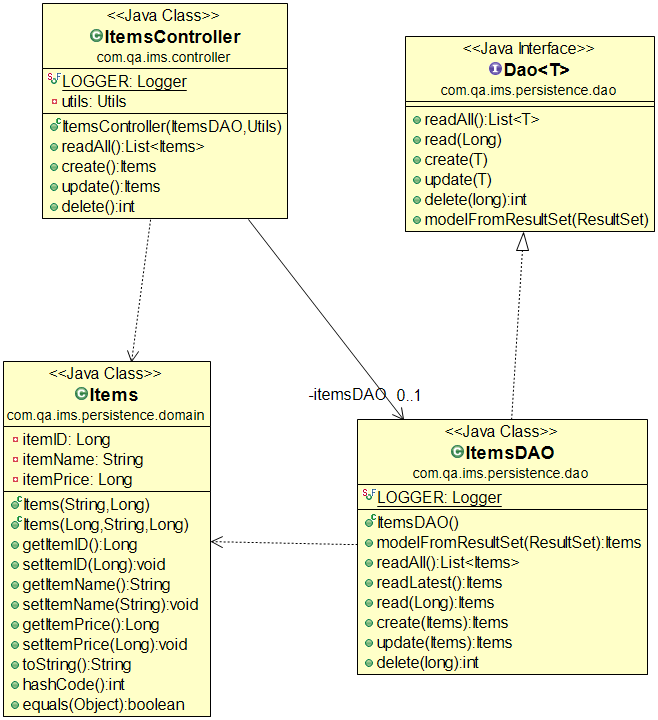 <<Java Class>>
ItemsController
com.qa.ims.controller
LOGGER: Logger
utils: Utils
ItemsController(ItemsDAO,Utils)
readAll():List<Items>
create():Items
update():Items
delete():int
<<Java Interface>>
Dao<T>
com.qa.ims.persistence.dao
readAll():List<T>
read(Long)
create(T)
update(T)
delete(long):int
modelFromResultSet(ResultSet)
-itemsDAO 0..1
<<Java Class>>
Items
com.qa.ims.persistence.domain
itemID: Long
itemName: String
itemPrice: Long
Items(String,Long)
Items(Long,String,Long)
getItemID():Long
setItemID(Long):void
getItemName():String
setItemName(String):void
getItemPrice():Long
setItemPrice(Long):void
toString():String
hashCode():int
equals(Object):boolean
<<Java Class>>
ItemsDAO
com.qa.ims.persistence.dao
LOGGER: Logger
ItemsDAO()
modelFromResultSet(ResultSet):Items
readAll():List<Items>
readLatest():Items
read(Long):Items
create(Items):Items
update(Items):Items
delete(long):int